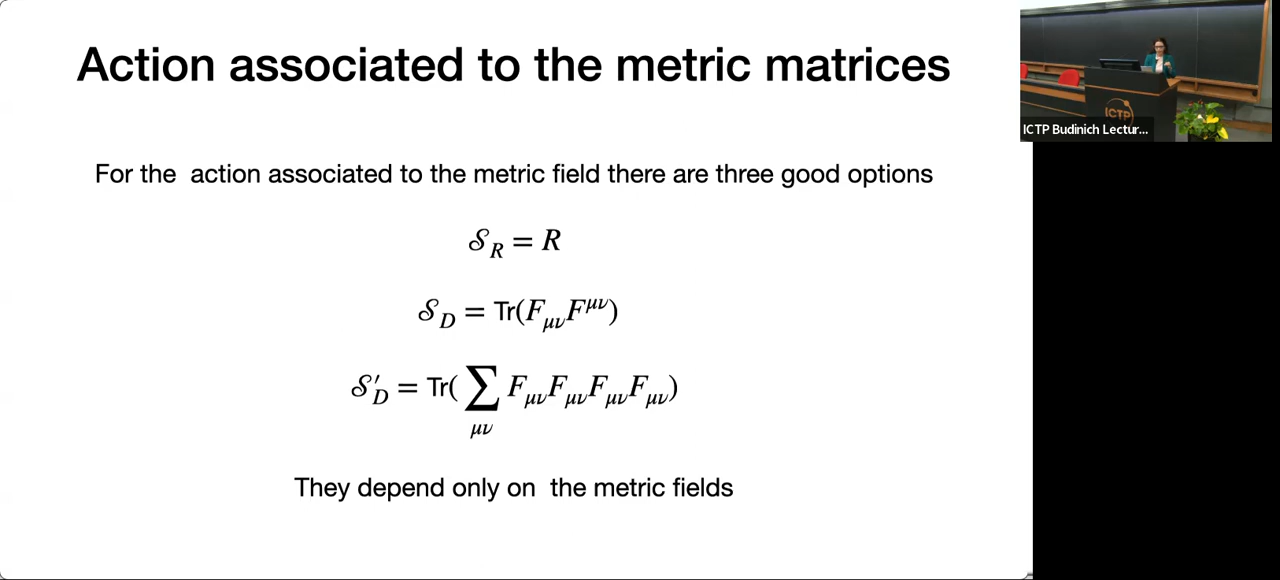 Action associated to the metric matrices
For the action associated to the metric field there are three good options
𝒮_R = R
𝒮_D = Tr(F_μν F^μν)
𝒮′_D = Tr(∑_μν F_μν F_μν F_μν F_μν)
They depend only on the metric fields
ICTP
ICTP Budinich Lectur...